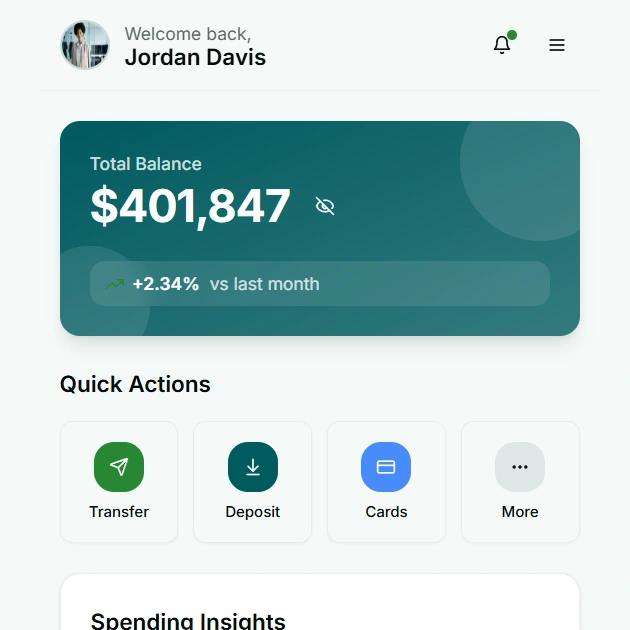 Welcome back,
Jordan Davis
Total Balance
$401,847
+2.34% vs last month
Quick Actions
Transfer
Deposit
Cards
More
Spending Insights